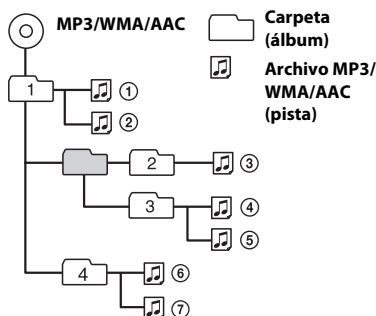 MP3/WMA/AAC
Carpeta
(álbum)
Archivo MP3/
WMA/AAC
(pista)
1
①
②
2
③
3
④
⑤
4
⑥
⑦